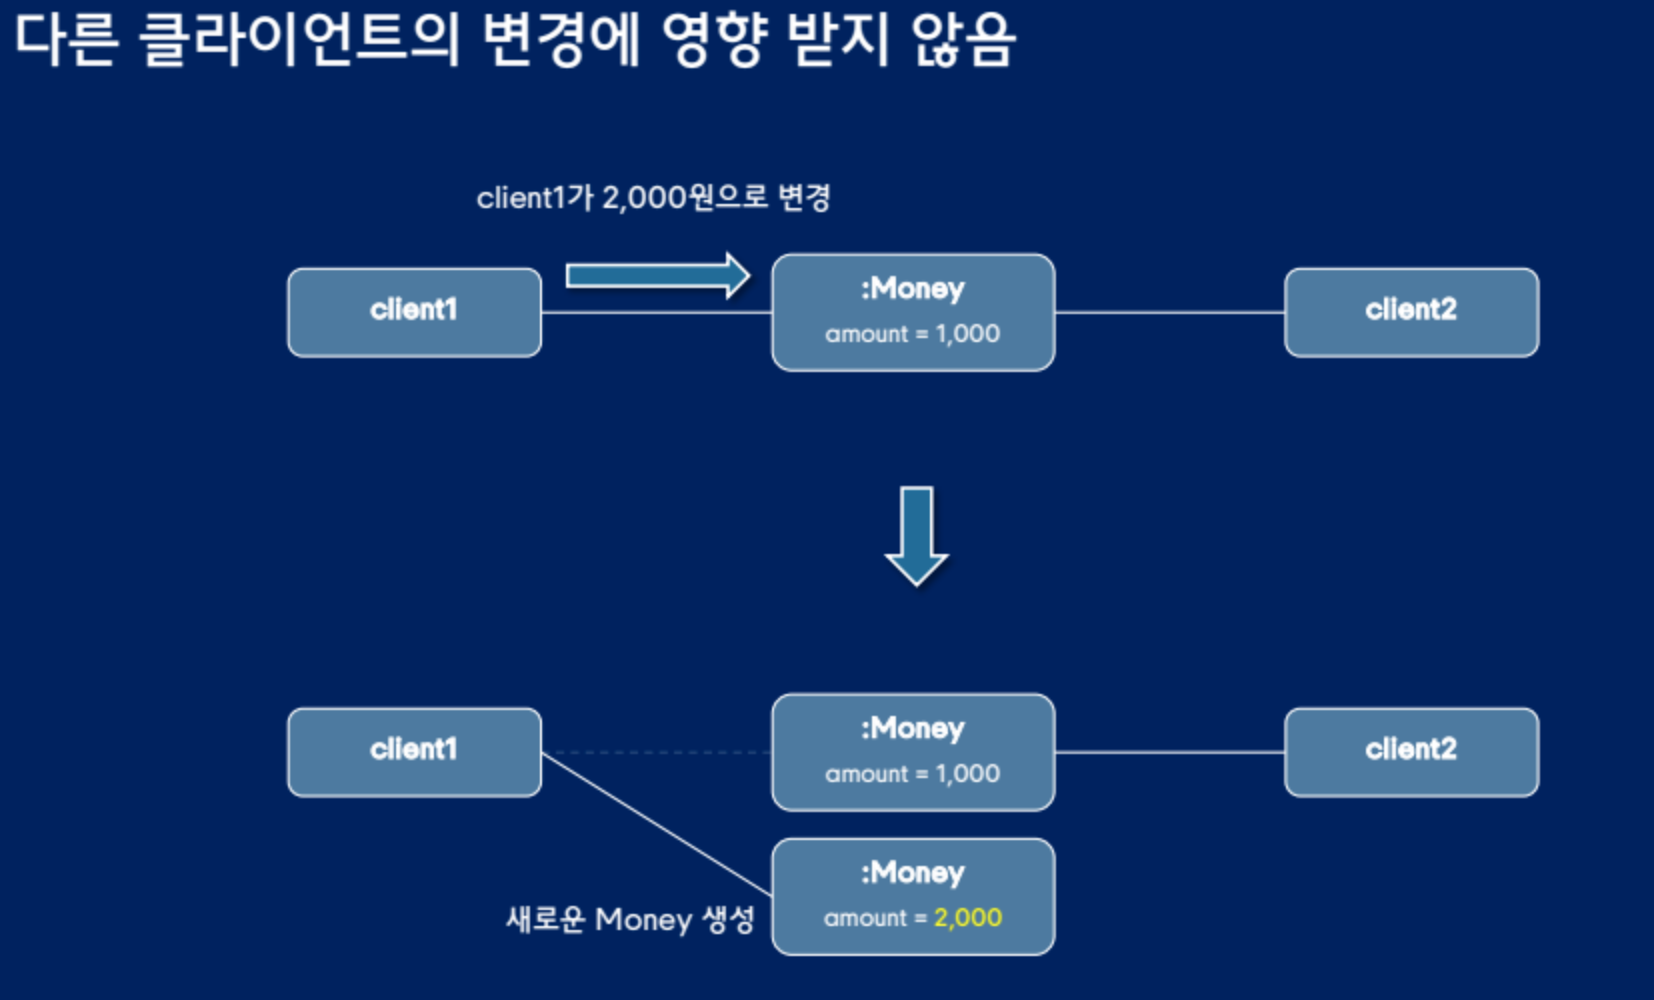 다른 클라이언트의 변경에 영향 받지 않음
client1가 2,000원으로 변경
client1
:Money
amount = 1,000
client2
client1
:Money
amount = 1,000
client2
:Money
amount = 2,000
새로운 Money 생성